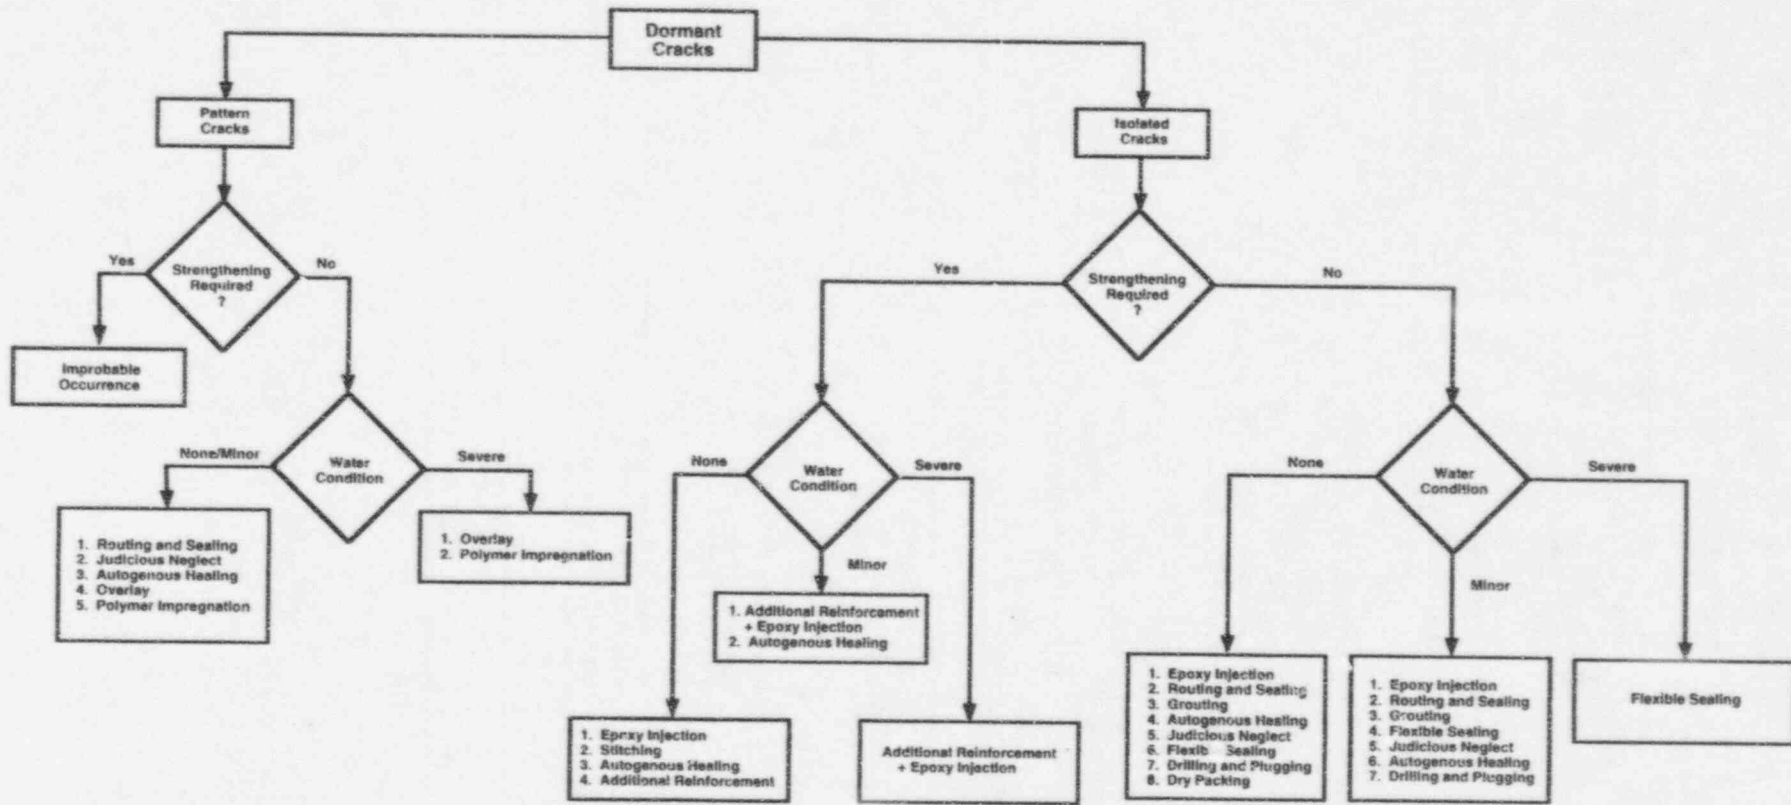 Dormant
Cracks
Pattern
Cracks
Isolated
Cracks
Strengthening
Required
?
Yes
No
Improbable
Occurrence
Water
Condition
None/Minor
Severe
1. Routing and Sealing
2. Judicious Neglect
3. Autogenous Healing
4. Overlay
5. Polymer Impregnation
1. Overlay
2. Polymer Impregnation
Strengthening
Required
?
Yes
No
Water
Condition
None
Severe
Minor
1. Epoxy Injection
2. Stitching
3. Autogenous Healing
4. Additional Reinforcement
1. Additional Reinforcement
+ Epoxy Injection
2. Autogenous Healing
Additional Reinforcement
+ Epoxy Injection
Water
Condition
None
Severe
Minor
1. Epoxy Injection
2. Routing and Sealing
3. Grouting
4. Autogenous Healing
5. Judicious Neglect
6. Flexib Sealing
7. Drilling and Plugging
8. Dry Packing
1. Epoxy Injection
2. Routing and Sealing
3. Grouting
4. Flexible Sealing
5. Judicious Neglect
6. Autogenous Healing
7. Drilling and Plugging
Flexible Sealing